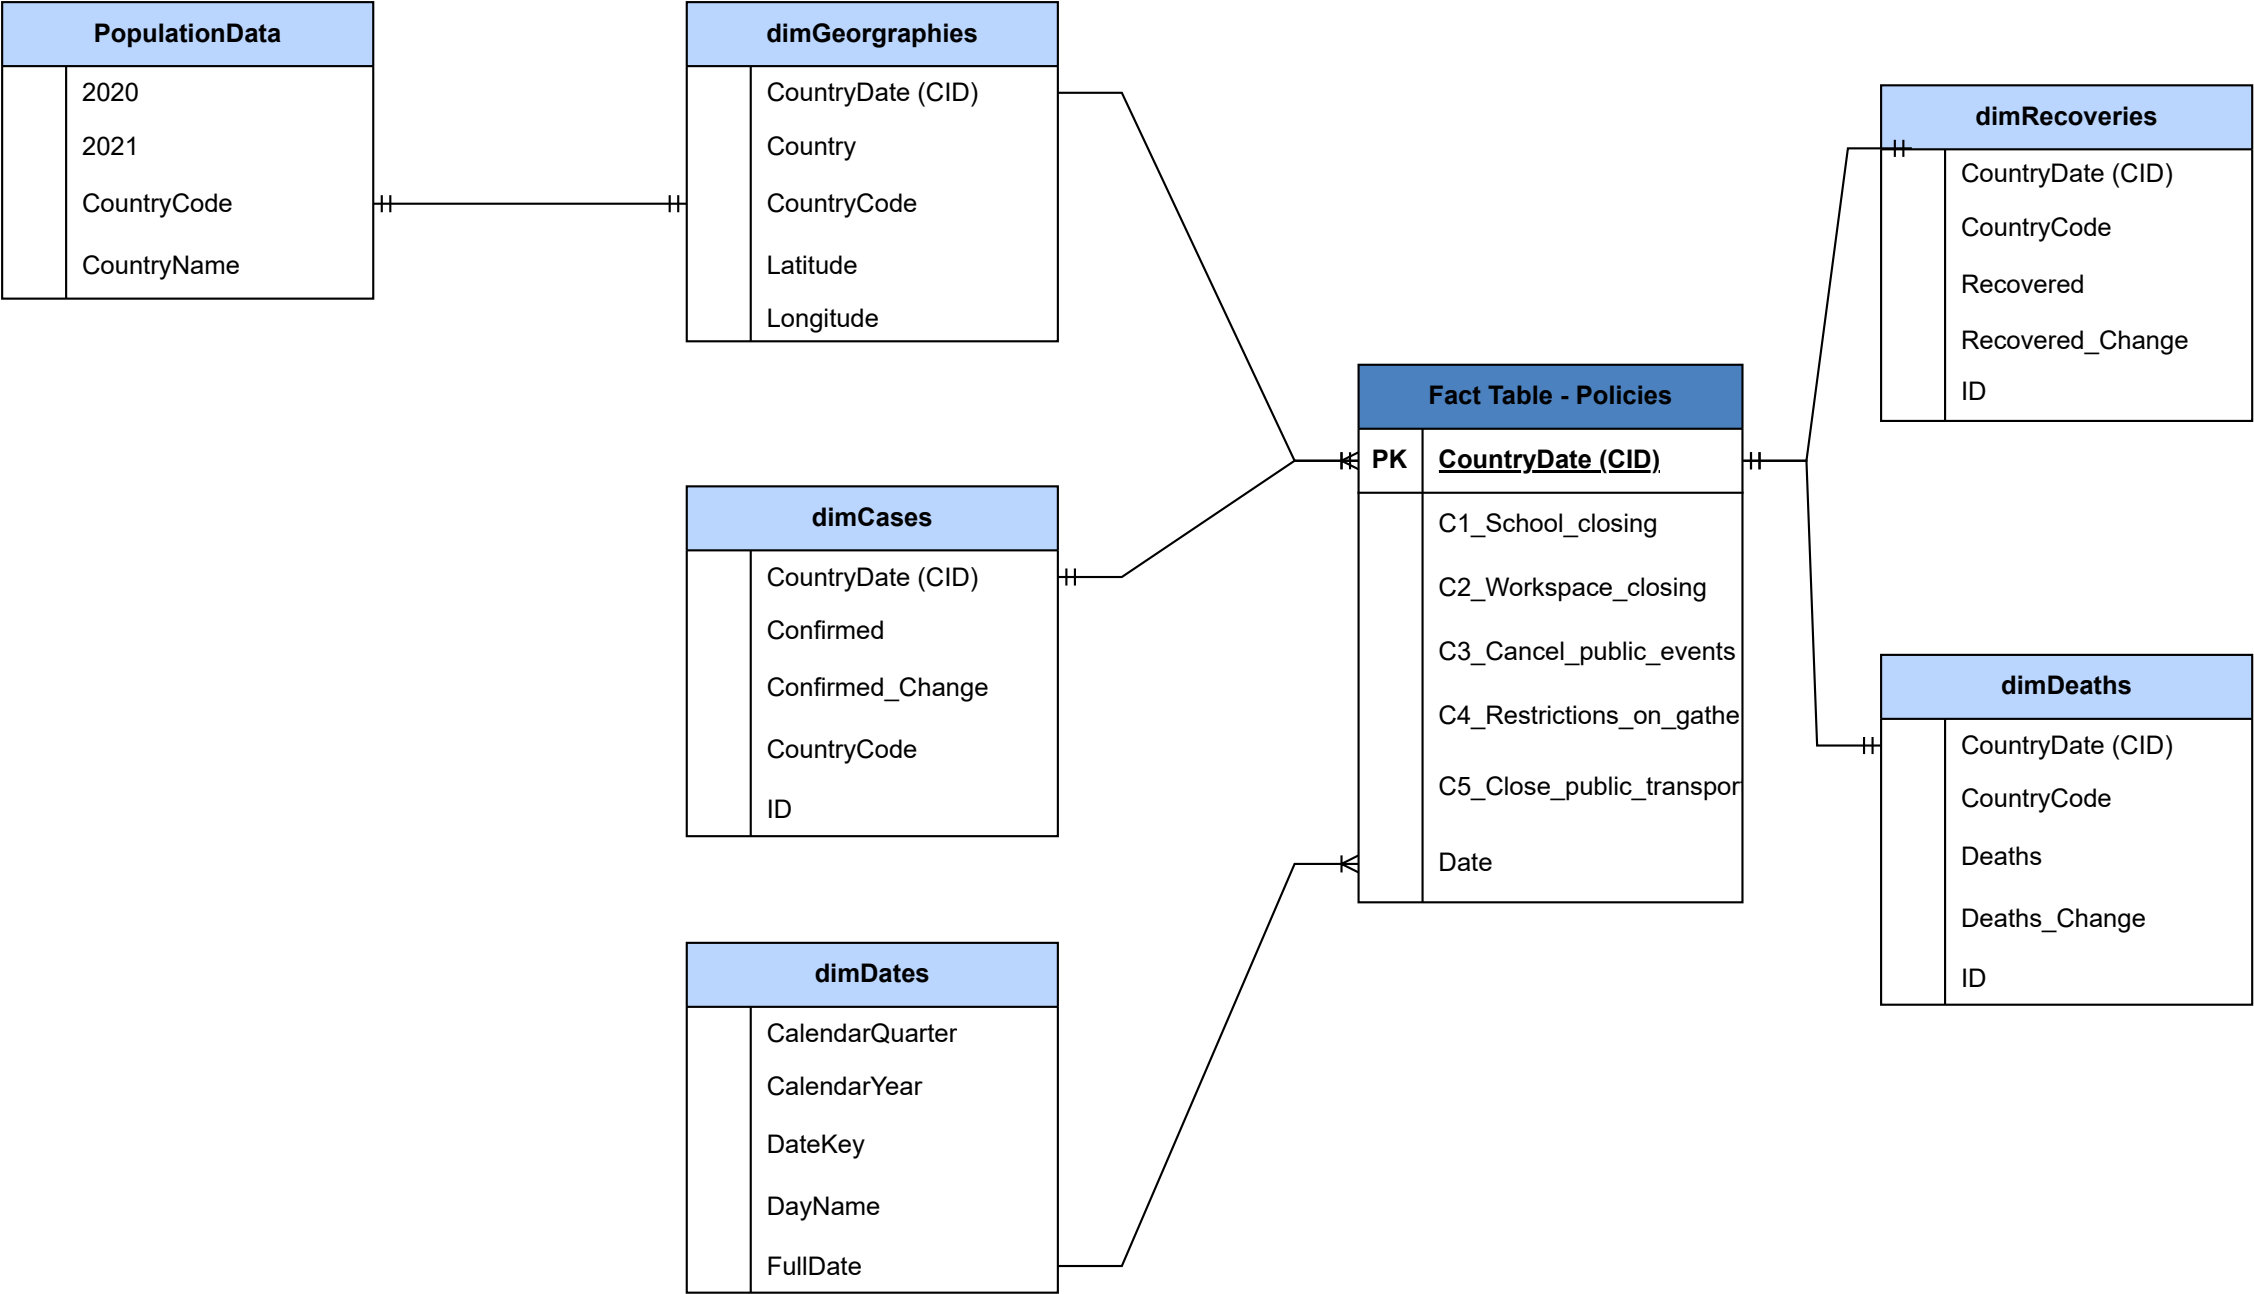 PopulationData
2020
2021
CountryCode
CountryName
dimGeorgraphies
CountryDate (CID)
Country
CountryCode
Latitude
Longitude
dimCases
CountryDate (CID)
Confirmed
Confirmed_Change
CountryCode
ID
dimDates
CalendarQuarter
CalendarYear
DateKey
DayName
FullDate
Fact Table - Policies
PK CountryDate (CID)
C1_School_closing
C2_Workspace_closing
C3_Cancel_public_events
C4_Restrictions_on_gathe
C5_Close_public_transpor
Date
dimRecoveries
CountryDate (CID)
CountryCode
Recovered
Recovered_Change
ID
dimDeaths
CountryDate (CID)
CountryCode
Deaths
Deaths_Change
ID